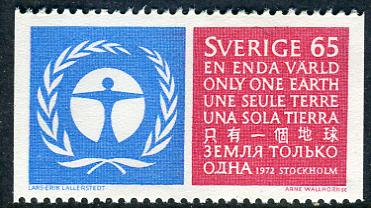 SVERIGE 65
EN ENDA VÄRLD
ONLY ONE EARTH
UNE SEULE TERRE
UNA SOLA TIERRA
只有一個地球
ЗЕМЛЯ ТОЛЬКО
ОДНА 1972 STOCKHOLM
LARS-ERIK LALLERSTEDT
ARNE WALLHORN SC